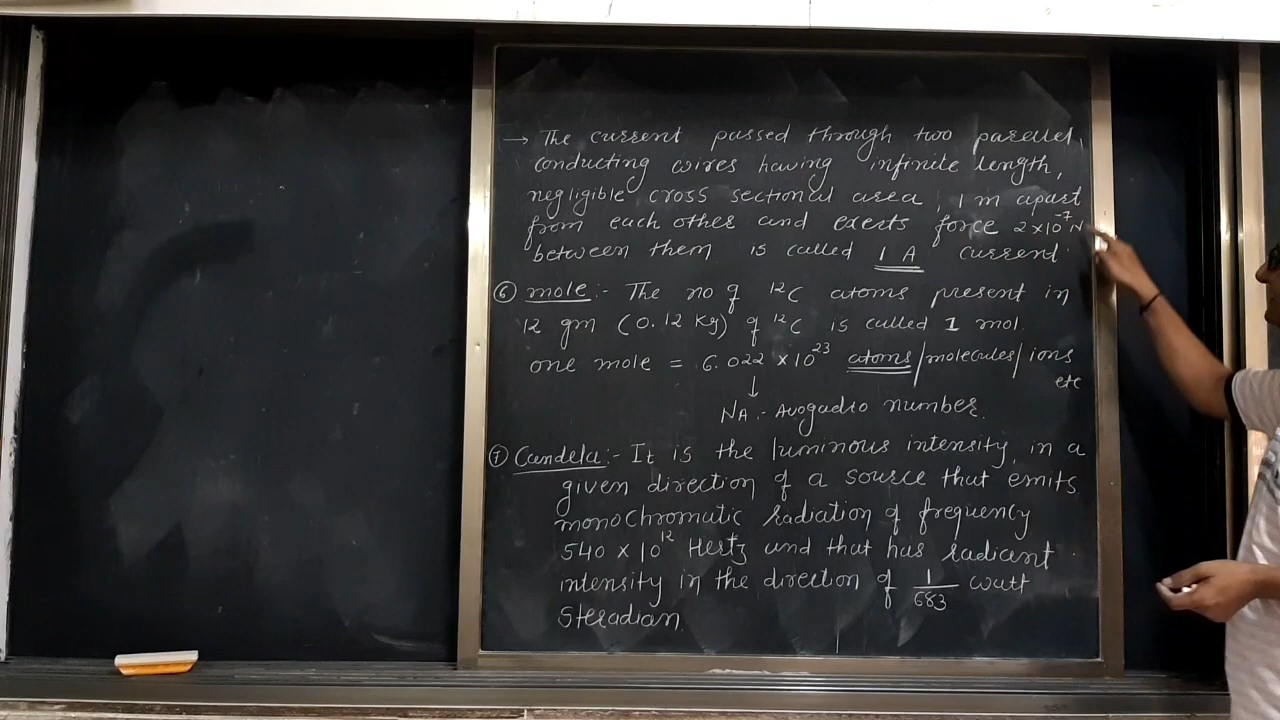 → The current passed through two parallel,
conducting wires having infinite length,
negligible cross sectional area, 1 m apart
from each other and exerts force 2×10⁻⁷N
between them is called 1 A current.
⑥ mole:- The no of ¹²C atoms present in
12 gm (0.12 Kg) of ¹²C is called 1 mol.
one mole = 6.022 ×10²³ atoms/molecules/ions
etc
↓
NA :- Avogadro number.
⑦ Candela:- It is the luminous intensity, in a
given direction of a source that emits
monochromatic radiation of frequency
540 × 10¹² Hertz and that has radiant
intensity in the direction of 1/683 watt
Steradian.